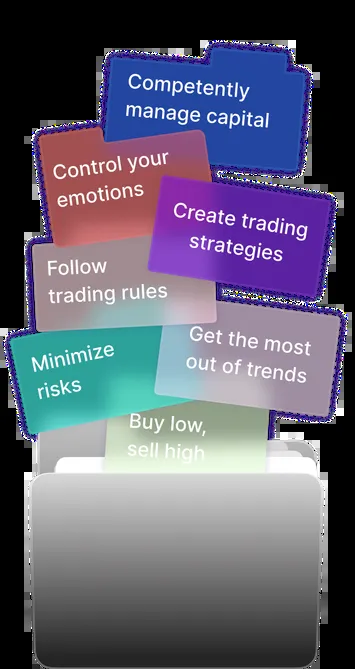 Competently
manage capital
Control your
emotions
Create trading
strategies
Follow
trading rules
Get the most
out of trends
Minimize
risks
Buy low,
sell high